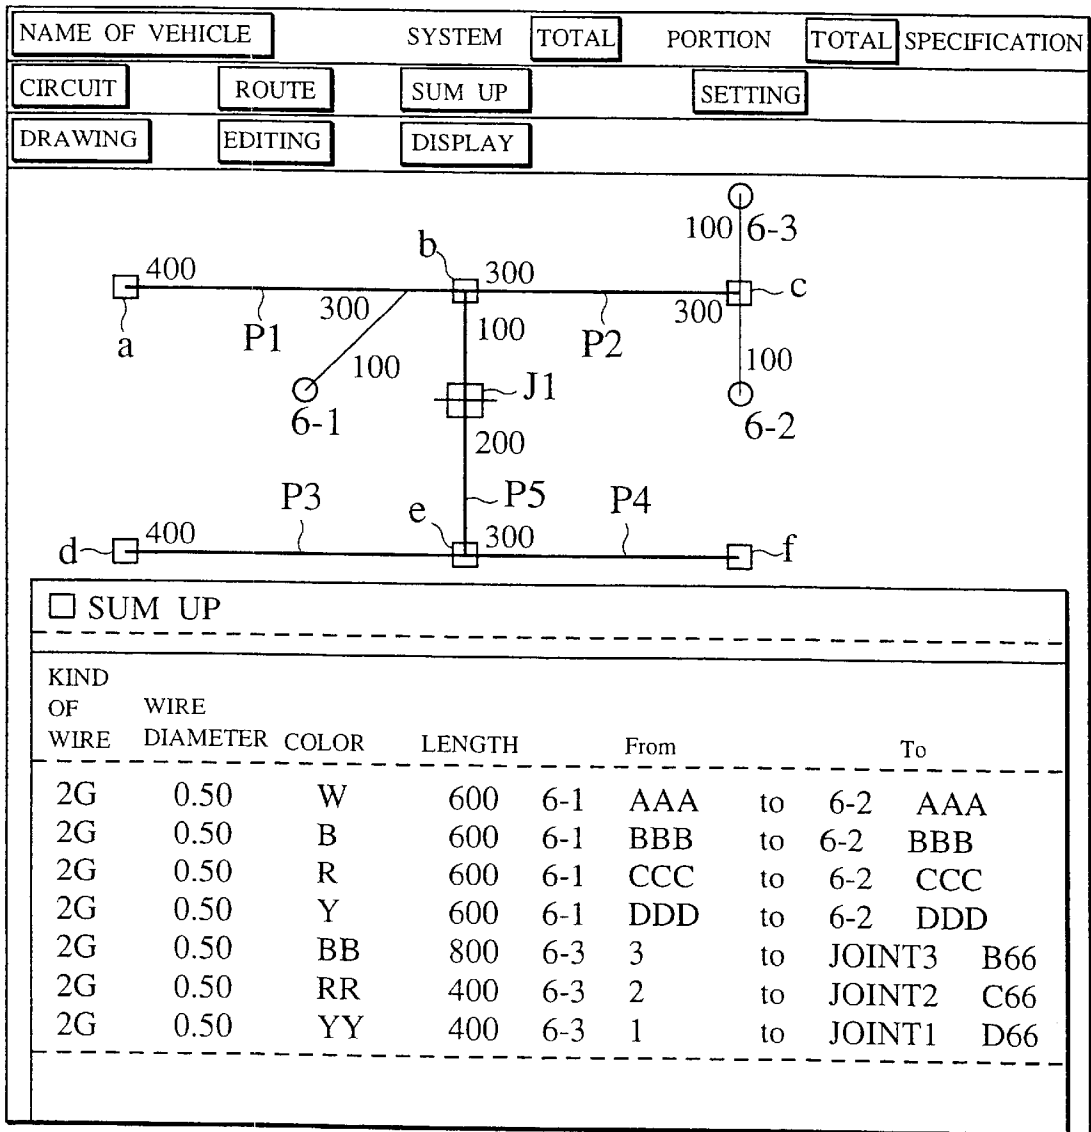 NAME OF VEHICLE SYSTEM TOTAL PORTION TOTAL SPECIFICATION
CIRCUIT ROUTE SUM UP SETTING
DRAWING EDITING DISPLAY
100 6-3
400 b 300 c
300 300
a P1 100 P2
100 J1 100
6-1 6-2
200
P3 e P5 P4
d 400 300 f
SUM UP
KIND
OF WIRE
WIRE DIAMETER COLOR LENGTH From To
2G 0.50 W 600 6-1 AAA to 6-2 AAA
2G 0.50 B 600 6-1 BBB to 6-2 BBB
2G 0.50 R 600 6-1 CCC to 6-2 CCC
2G 0.50 Y 600 6-1 DDD to 6-2 DDD
2G 0.50 BB 800 6-3 3 to JOINT3 B66
2G 0.50 RR 400 6-3 2 to JOINT2 C66
2G 0.50 YY 400 6-3 1 to JOINT1 D66